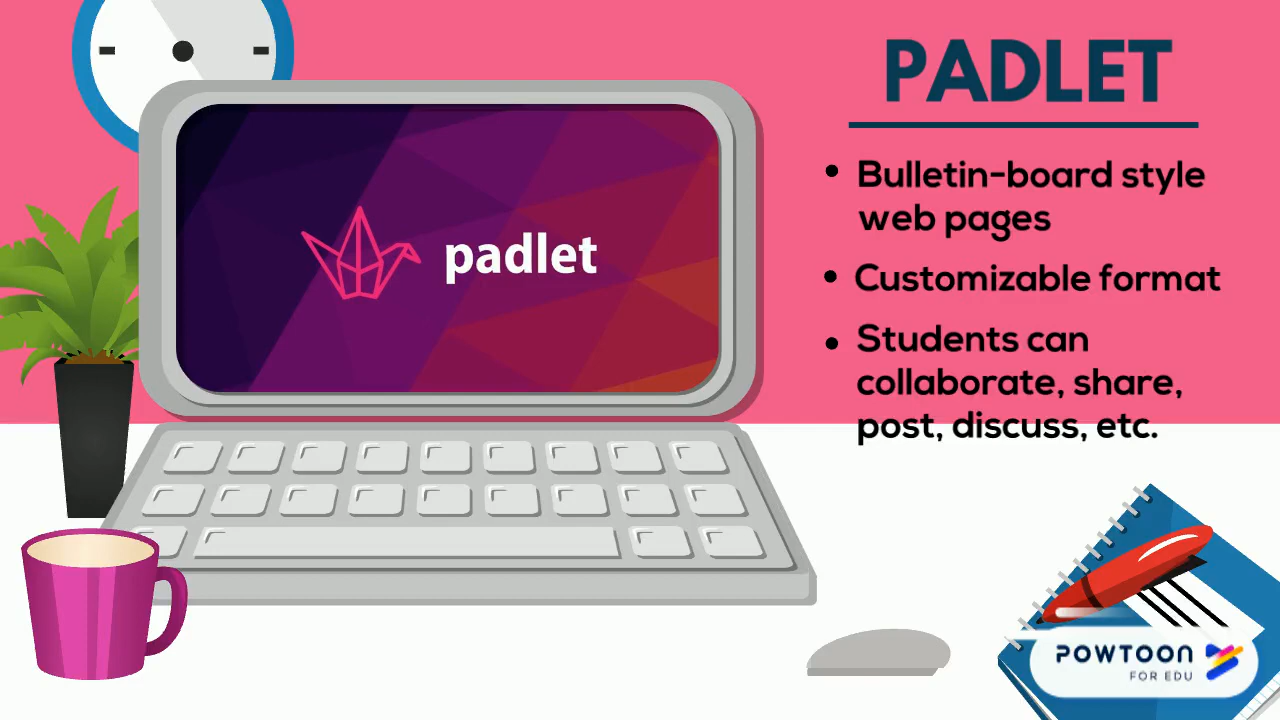 PADLET
padlet
• Bulletin-board style
web pages
• Customizable format
• Students can
collaborate, share,
post, discuss, etc.
POWTOON
FOR EDU